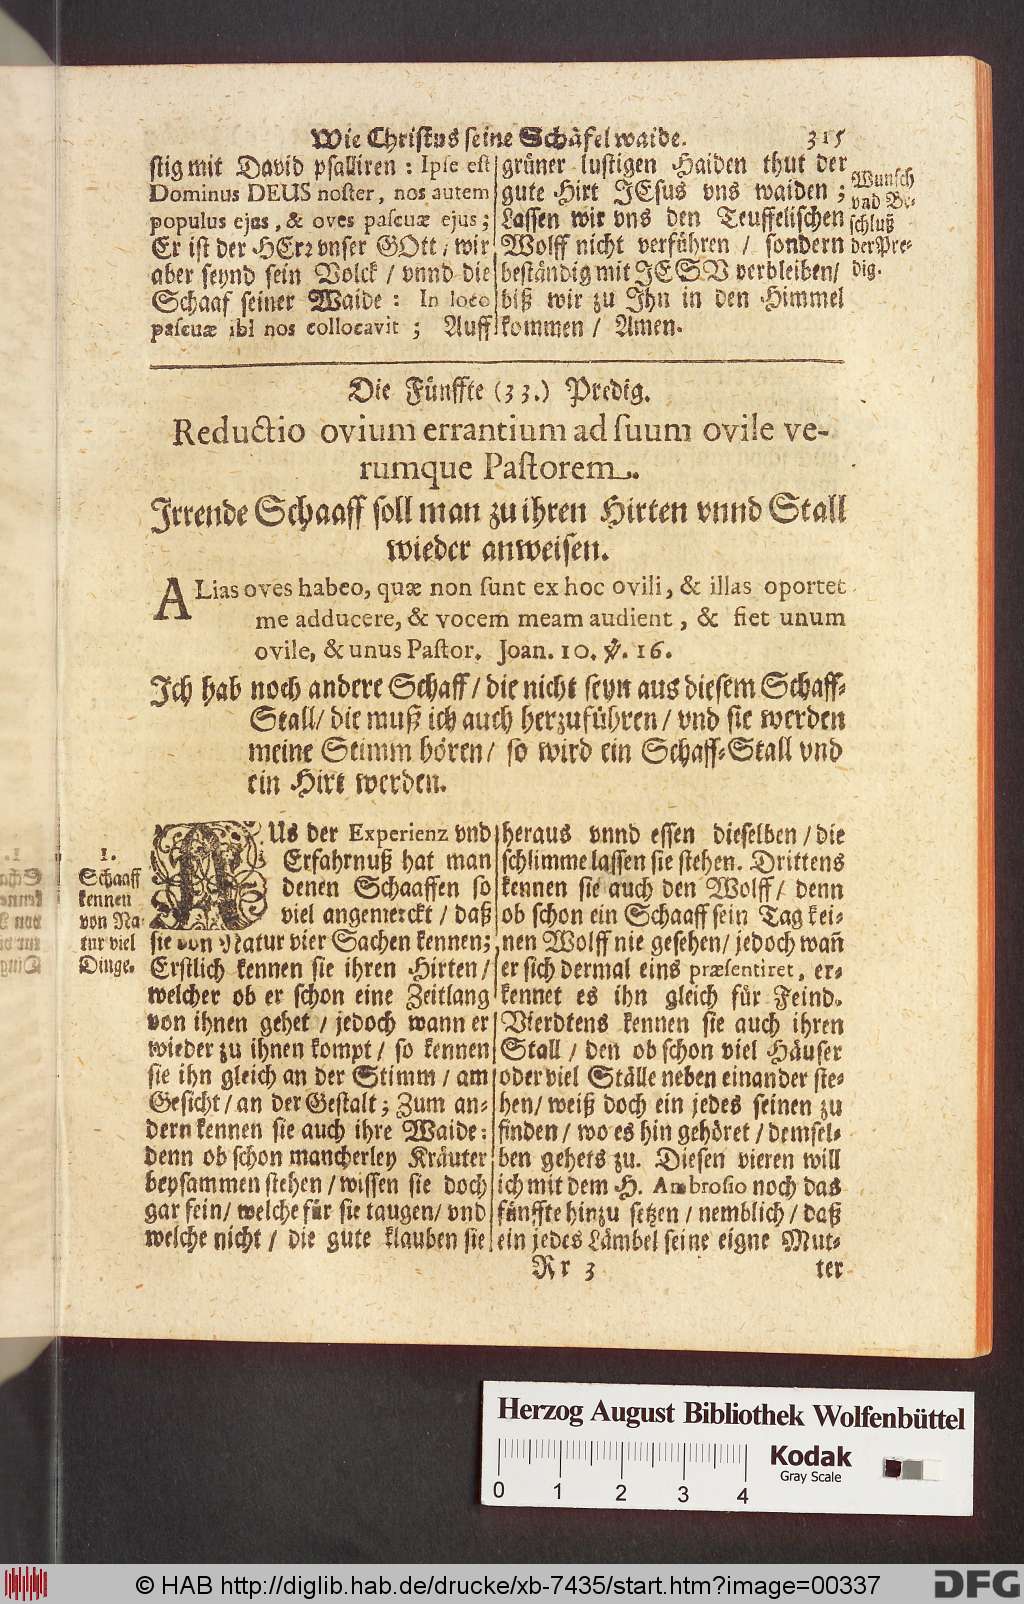 Wie Christus seine Schäfel waide. 315
stig mit David psalliren : Ipse est
Dominus DEUS noster, nos autem
populus ejus, & oves pascuæ ejus;
Er ist der HErr vnser GOtt / wir
aber seynd sein Volck / vnnd die
Schaaf seiner Waide : In loco
pascuæ ibi nos collocavit ; Auff
grüner lustigen Haiden thut der
gute Hirt JEsus vns waiden ;
Lassen wir vns den Teuffelischen
Wolff nicht verführen / sondern
beständig mit JESU verbleiben/
biß wir zu Jhn in den Himmel
kommen / Amen.
Wunsch
vnd Be-
schluß
der Pre-
dig.
Die Fünffte (33.) Predig.
Reductio ovium errantium ad suum ovile ve-
rumque Pastorem.
Jrrende Schaaff soll man zu ihren Hirten vnnd Stall
wieder anweisen.
ALias oves habeo, quæ non sunt ex hoc ovili, & illas oportet
me adducere, & vocem meam audient, & fiet unum
ovile, & unus Pastor. Joan. 10. ℣. 16.
Jch hab noch andere Schaff / die nicht seyn aus diesem Schaff-
Stall/ die muß ich auch herzuführen / vnd sie werden
meine Stimm hören / so wird ein Schaff-Stall vnd
ein Hirt werden.
1.
Schaaff
kennen
von Na-
tur viel
Dinge.
AUs der Experienz vnd
Erfahrnuß hat man
denen Schaaffen so
viel angemerckt / daß
sie von Natur vier Sachen kennen;
Erstlich kennen sie ihren Hirten /
welcher ob er schon eine Zeitlang
von ihnen gehet / jedoch wann er
wieder zu ihnen kompt / so kennen
sie ihn gleich an der Stimm / am
Gesicht / an der Gestalt ; Zum an-
dern kennen sie auch ihre Waide :
denn ob schon mancherley Kräuter
beysammen stehen / wissen sie doch
gar fein / welche für sie taugen / vnd
welche nicht / die gute klauben sie
heraus vnnd essen dieselben / die
schlimme lassen sie stehen. Drittens
kennen sie auch den Wolff / denn
ob schon ein Schaaff sein Tag kei-
nen Wolff nie gesehen / jedoch wañ
er sich dermal eins præsentiret, er-
kennet es ihn gleich für Feind.
Vierdtens kennen sie auch ihren
Stall / den ob schon viel Häuser
oder viel Ställe neben einander ste-
hen / weiß doch ein jedes seinen zu
finden / wo es hin gehöret / demsel-
ben gehets zu. Diesen vieren will
ich mit dem H. Ambrosio noch das
fünffte hinzu setzen / nemblich / daß
ein jedes Lämbel seine eigne Mut-
Rr 3 ter
Herzog August Bibliothek Wolfenbüttel
Kodak
Gray Scale
0 1 2 3 4
© HAB http://diglib.hab.de/drucke/xb-7435/start.htm?image=00337
DFG